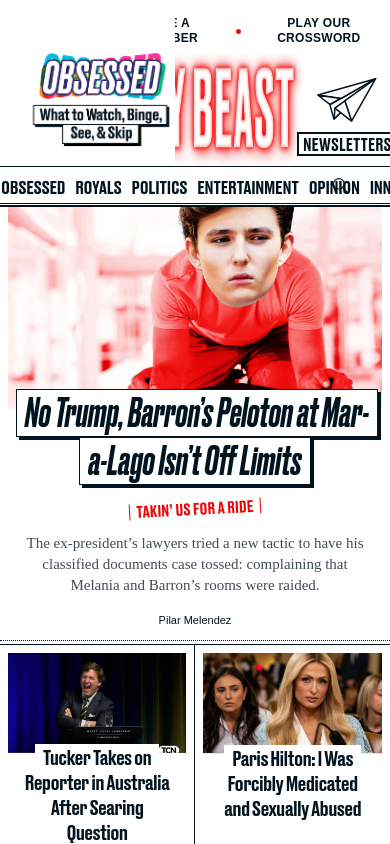 PLAY OUR
CROSSWORD
OBSESSED
What to Watch, Binge,
See, & Skip
BEAST
NEWSLETTERS
OBSESSED ROYALS POLITICS ENTERTAINMENT OPINION INN
No Trump, Barron's Peloton at Mar-
a-Lago Isn't Off Limits
TAKIN' US FOR A RIDE
The ex-president's lawyers tried a new tactic to have his
classified documents case tossed: complaining that
Melania and Barron's rooms were raided.
Pilar Melendez
TCN
Tucker Takes on
Reporter in Australia
After Searing
Question
Paris Hilton: I Was
Forcibly Medicated
and Sexually Abused